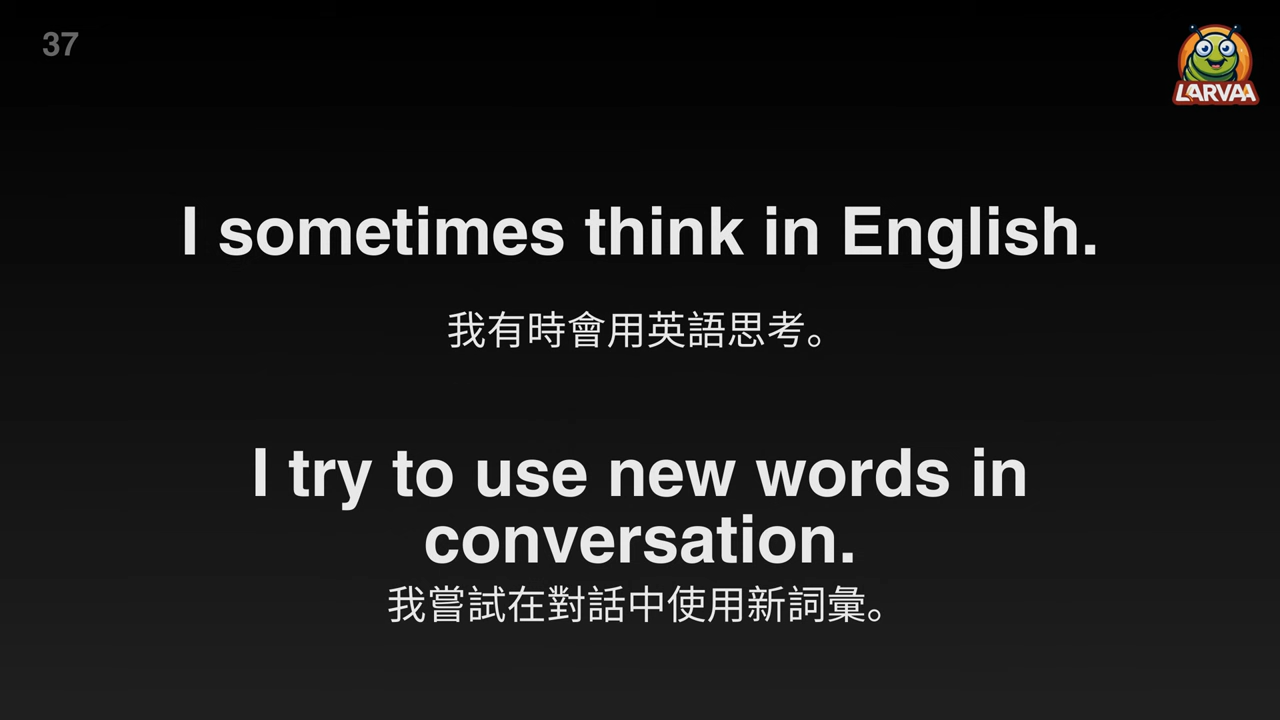 37
LARVAA
I sometimes think in English.
我有時會用英語思考。
I try to use new words in
conversation.
我嘗試在對話中使用新詞彙。